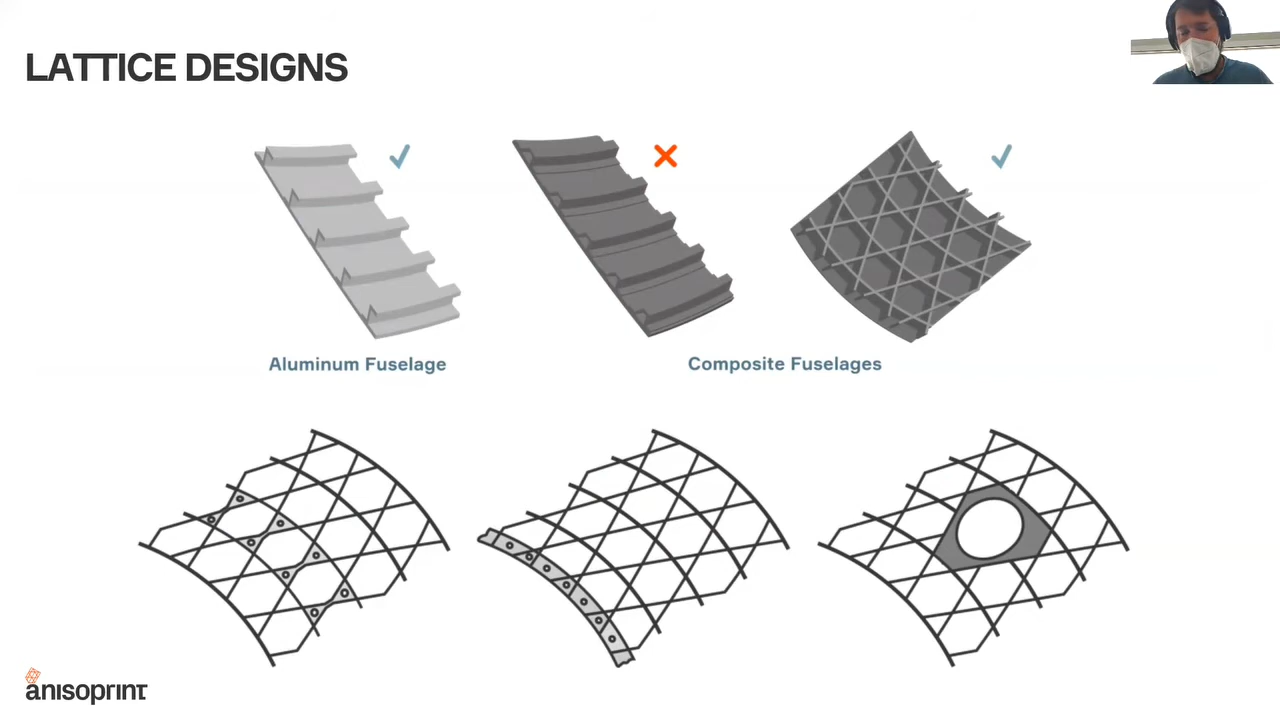 LATTICE DESIGNS
Aluminum Fuselage
Composite Fuselages
anisoprint